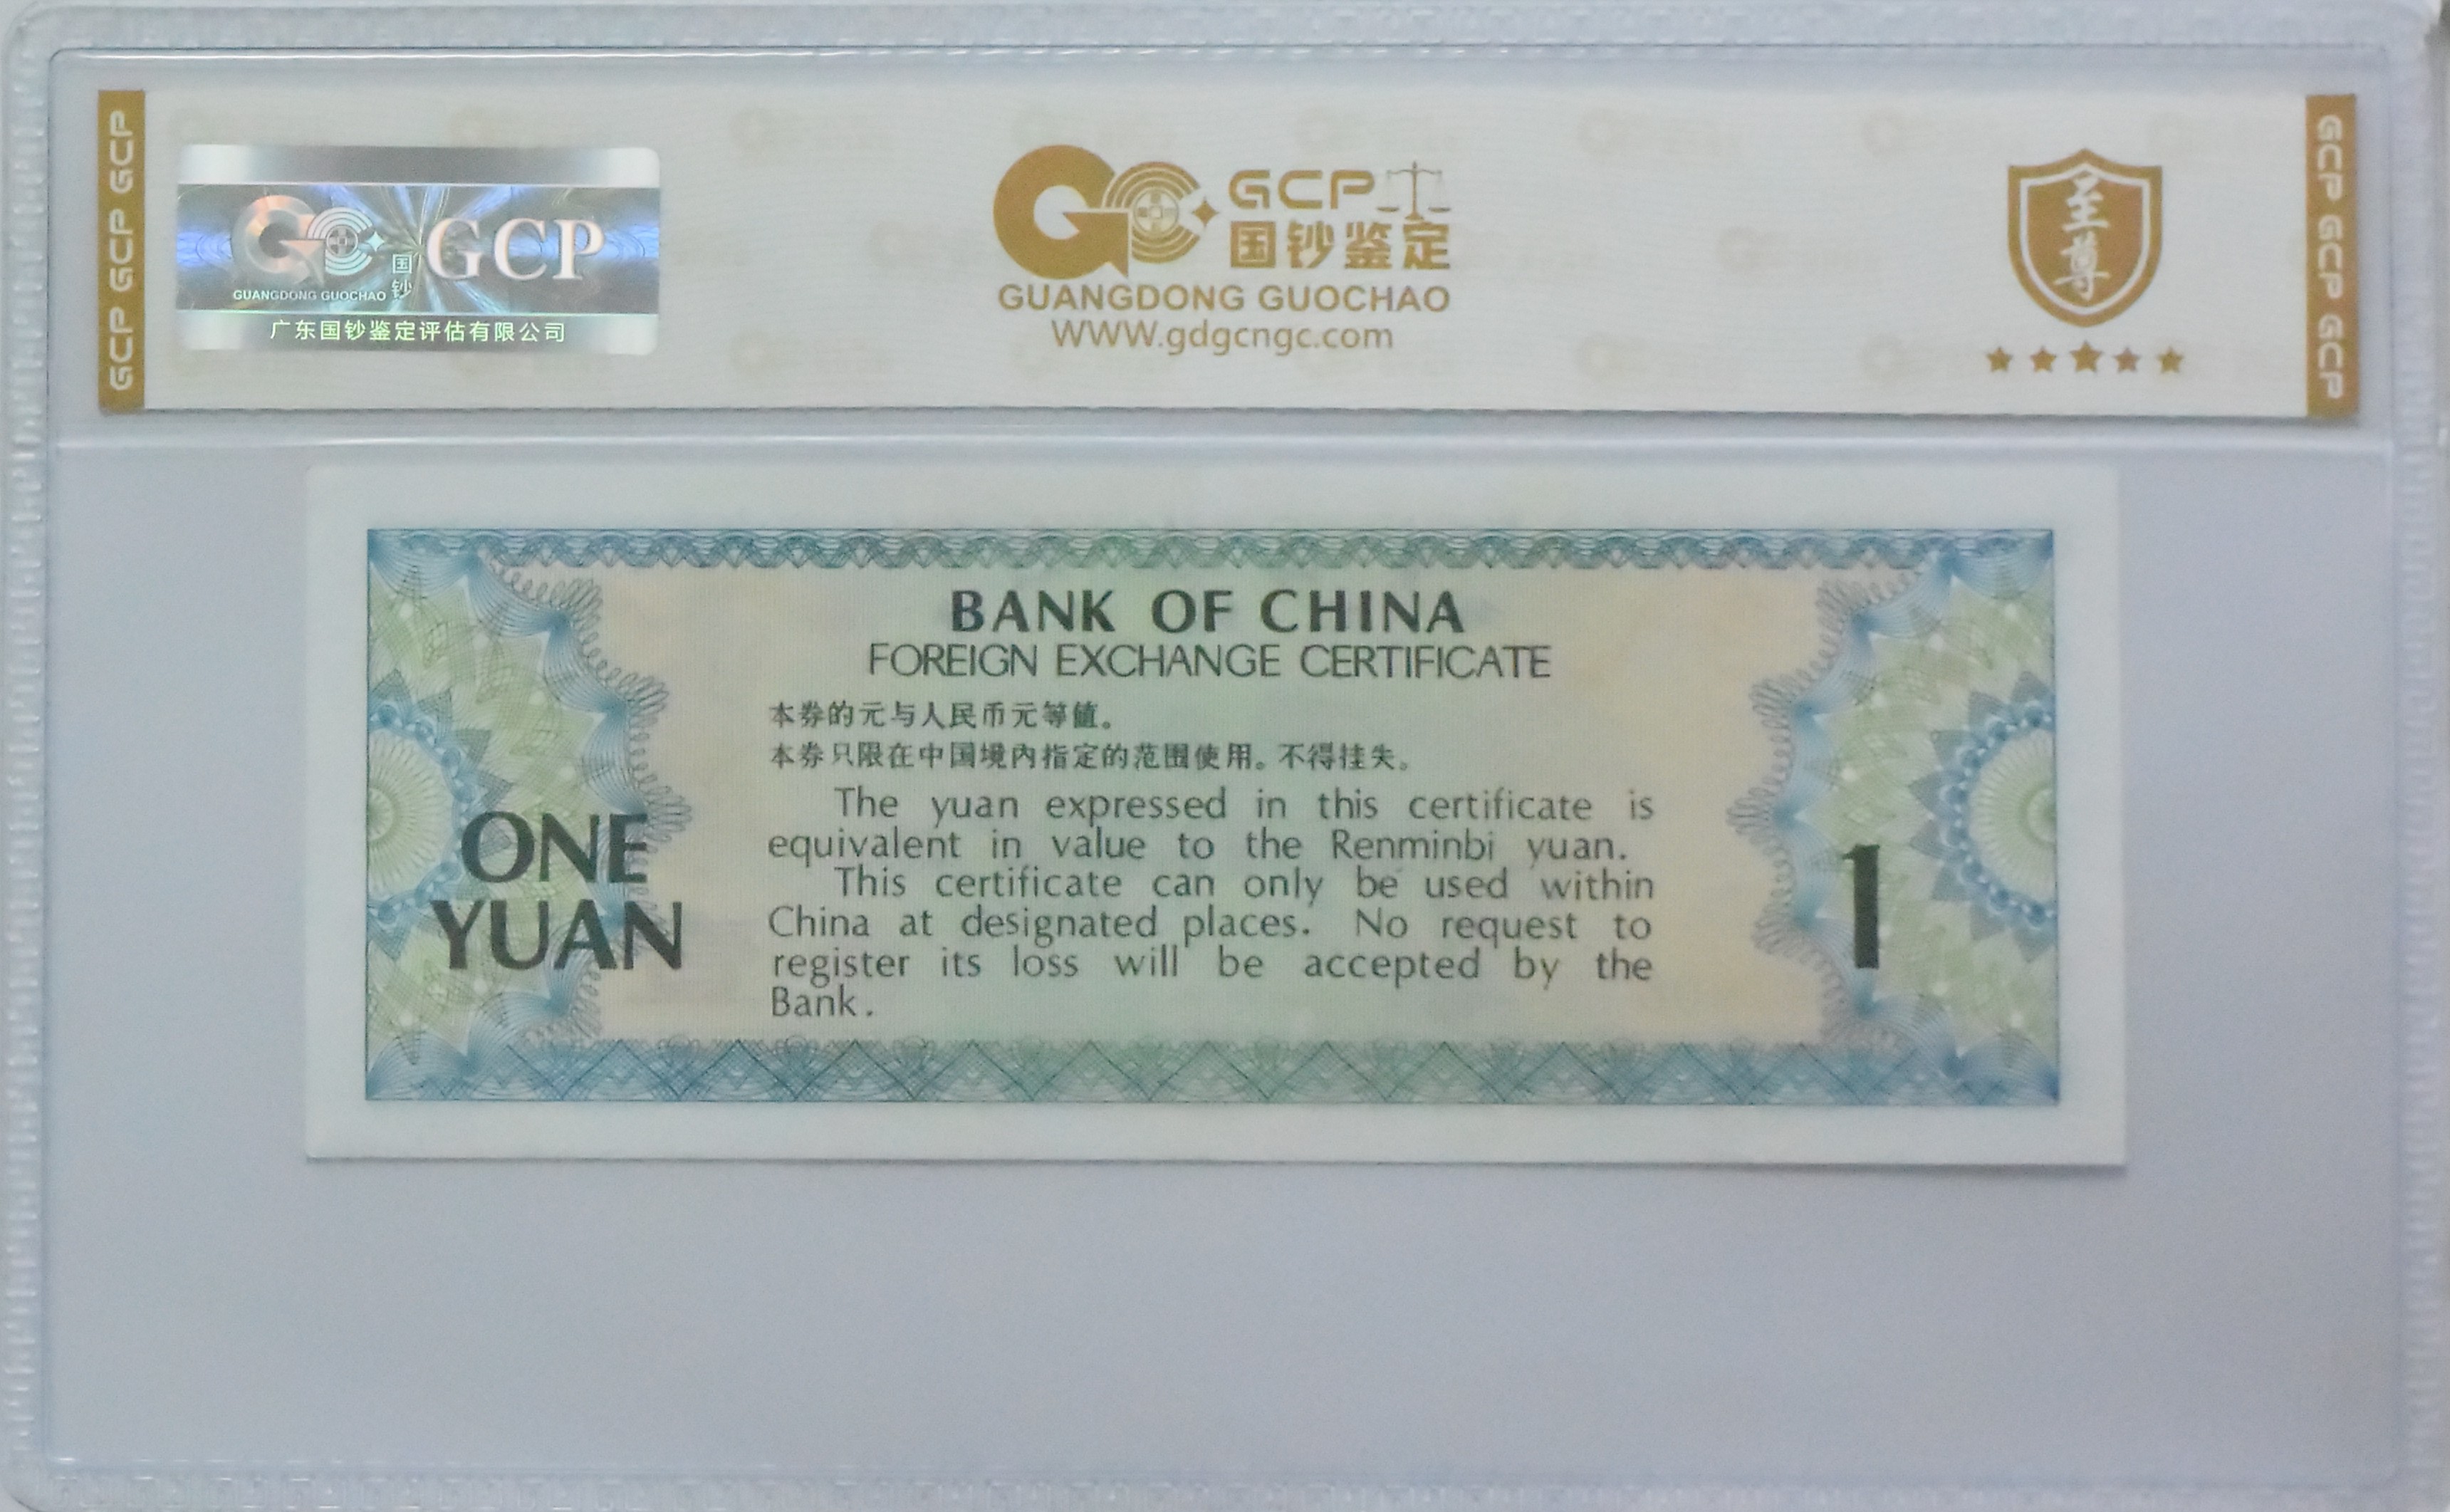 GCP GCP GCP
GCP
国钞
GUANGDONG GUOCHAO
广东国钞鉴定评估有限公司
GCP
国钞鉴定
GUANGDONG GUOCHAO
WWW.gdgcngc.com
至尊
GCP GCP GCP
BANK OF CHINA
FOREIGN EXCHANGE CERTIFICATE
本券的元与人民币元等值。
本券只限在中国境内指定的范围使用。不得挂失。
The yuan expressed in this certificate is
equivalent in value to the Renminbi yuan.
This certificate can only be used within
China at designated places. No request to
register its loss will be accepted by the
Bank.
ONE
YUAN
1